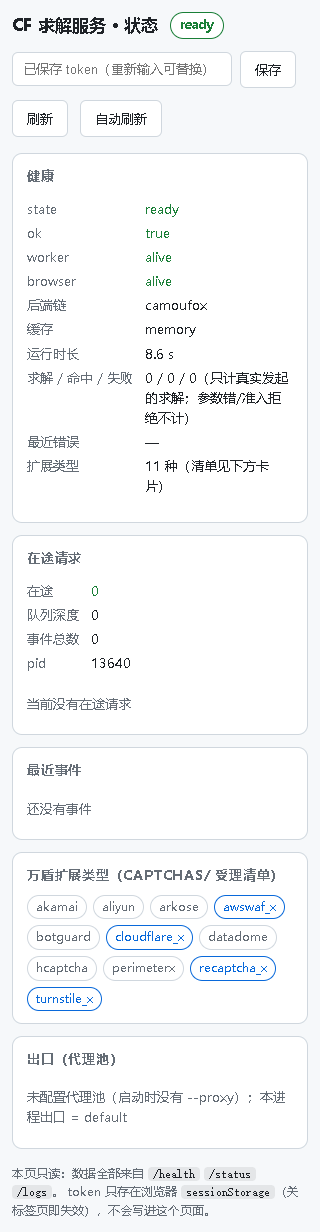 CF 求解服务 • 状态 ready
已保存 token（重新输入可替换） 保存
刷新 自动刷新
健康
state ready
ok true
worker alive
browser alive
后端链 camoufox
缓存 memory
运行时长 8.6 s
求解 / 命中 / 失败 0 / 0 / 0（只计真实发起
的求解；参数错/准入拒
绝不计）
最近错误 —
扩展类型 11 种（清单见下方卡
片）
在途请求
在途 0
队列深度 0
事件总数 0
pid 13640
当前没有在途请求
最近事件
还没有事件
万盾扩展类型（CAPTCHAS/ 受理清单）
akamai aliyun arkose awswaf_x
botguard cloudflare_x datadome
hcaptcha perimeterx recaptcha_x
turnstile_x
出口（代理池）
未配置代理池（启动时没有 --proxy）；本进
程出口 = default
本页只读：数据全部来自 /health /status
/logs 。 token 只存在浏览器 sessionStorage（关
标签页即失效），不会写进这个页面。